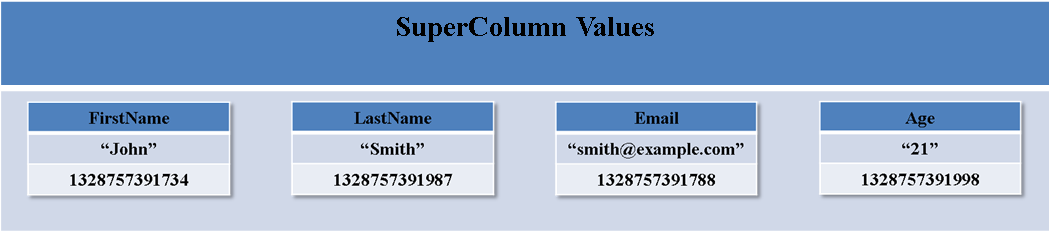 SuperColumn Values
FirstName LastName Email Age
“John” “Smith” “smith@example.com” “21”
1328757391734 1328757391987 1328757391788 1328757391998